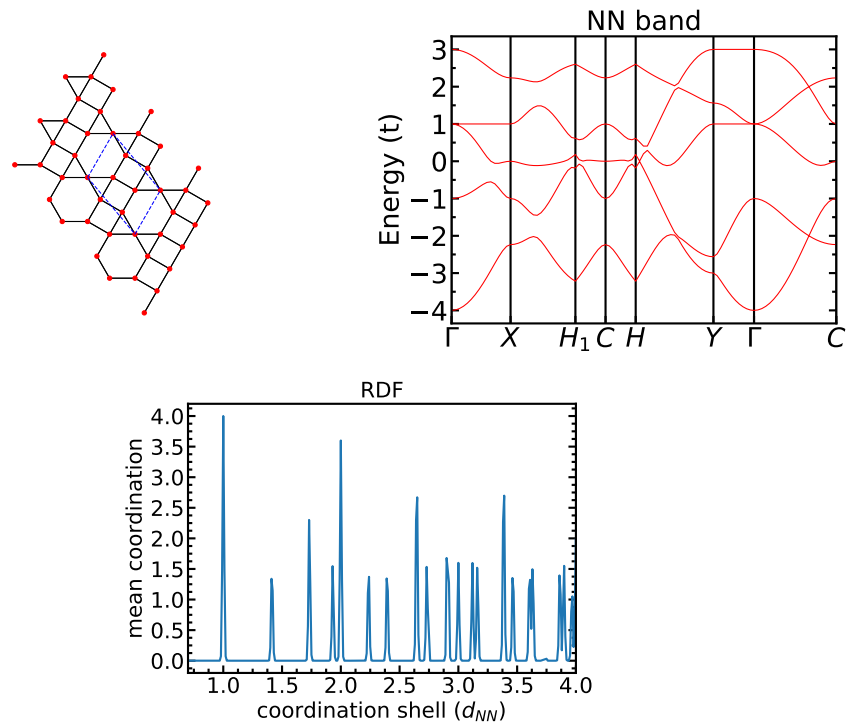 NN band
Energy (t)
3
2
1
0
−1
−2
−3
−4
Γ X H₁ C H Y Γ C
RDF
mean coordination
4.0
3.5
3.0
2.5
2.0
1.5
1.0
0.5
0.0
1.0 1.5 2.0 2.5 3.0 3.5 4.0
coordination shell (d_NN)